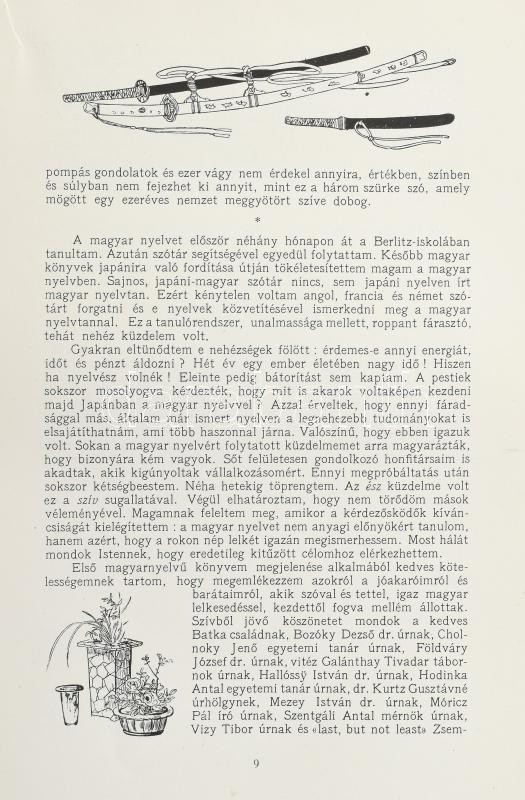 pompás gondolatok és ezer vágy nem érdekel annyira, értékben, színben
és súlyban nem fejezhet ki annyit, mint ez a három szürke szó, amely
mögött egy ezeréves nemzet meggyötört szíve dobog.
*
A magyar nyelvet először néhány hónapon át a Berlitz-iskolában
tanultam. Azután szótár segítségével egyedül folytattam. Később magyar
könyvek japánira való fordítása útján tökéletesítettem magam a magyar
nyelvben. Sajnos, japáni-magyar szótár nincs, sem japáni nyelven írt
magyar nyelvtan. Ezért kénytelen voltam angol, francia és német szó-
tárt forgatni és e nyelvek közvetítésével ismerkedni meg a magyar
nyelvtannal. Ez a tanulórendszer, unalmassága mellett, roppant fárasztó,
tehát nehéz küzdelem volt.
Gyakran eltünődtem e nehézségek fölött : érdemes-e annyi energiát,
időt és pénzt áldozni ? Hét év egy ember életében nagy idő ! Hiszen
ha nyelvész volnék ! Eleinte pedig bátorítást sem kaptam. A pestiek
sokszor mosolyogva kérdezték, hogy mit is akarok voltaképen kezdeni
majd Japánban a magyar nyelvvel ? Azzal érveltek, hogy ennyi fárad-
sággal más, általam már ismert nyelven a legnehezebb tudományokat is
elsajátíthatnám, ami több haszonnal járna. Valószínű, hogy ebben igazuk
volt. Sokan a magyar nyelvért folytatott küzdelmemet arra magyarázták,
hogy bizonyára kém vagyok. Sőt felületesen gondolkozó honfitársaim is
akadtak, akik kigúnyoltak vállalkozásomért. Ennyi megpróbáltatás után
sokszor kétségbeestem. Néha hetekig töprengtem. Az ész küzdelme volt
ez a szív sugallatával. Végül elhatároztam, hogy nem törődöm mások
véleményével. Magamnak feleltem meg, amikor a kérdezősködők kíván-
csiságát kielégítettem : a magyar nyelvet nem anyagi előnyökért tanulom,
hanem azért, hogy a rokon nép lelkét igazán megismerhessem. Most hálát
mondok Istennek, hogy eredetileg kitűzött célomhoz elérkezhettem.
Első magyarnyelvű könyvem megjelenése alkalmából kedves köte-
lességemnek tartom, hogy megemlékezzem azokról a jóakaróimról és
barátaimról, akik szóval és tettel, igaz magyar
lelkesedéssel, kezdettől fogva mellém állottak.
Szívből jövő köszönetet mondok a kedves
Batka családnak, Bozóky Dezső dr. úrnak, Chol-
noky Jenő egyetemi tanár úrnak, Földváry
József dr. úrnak, vitéz Galánthay Tivadar tábor-
nok úrnak, Hallóssÿ István dr. úrnak, Hodinka
Antal egyetemi tanár úrnak, dr. Kurtz Gusztávné
úrhölgynek, Mezey István dr. úrnak, Móricz
Pál író úrnak, Szentgáli Antal mérnök úrnak,
Vizy Tibor úrnak és «last, but not least» Zsem-
9